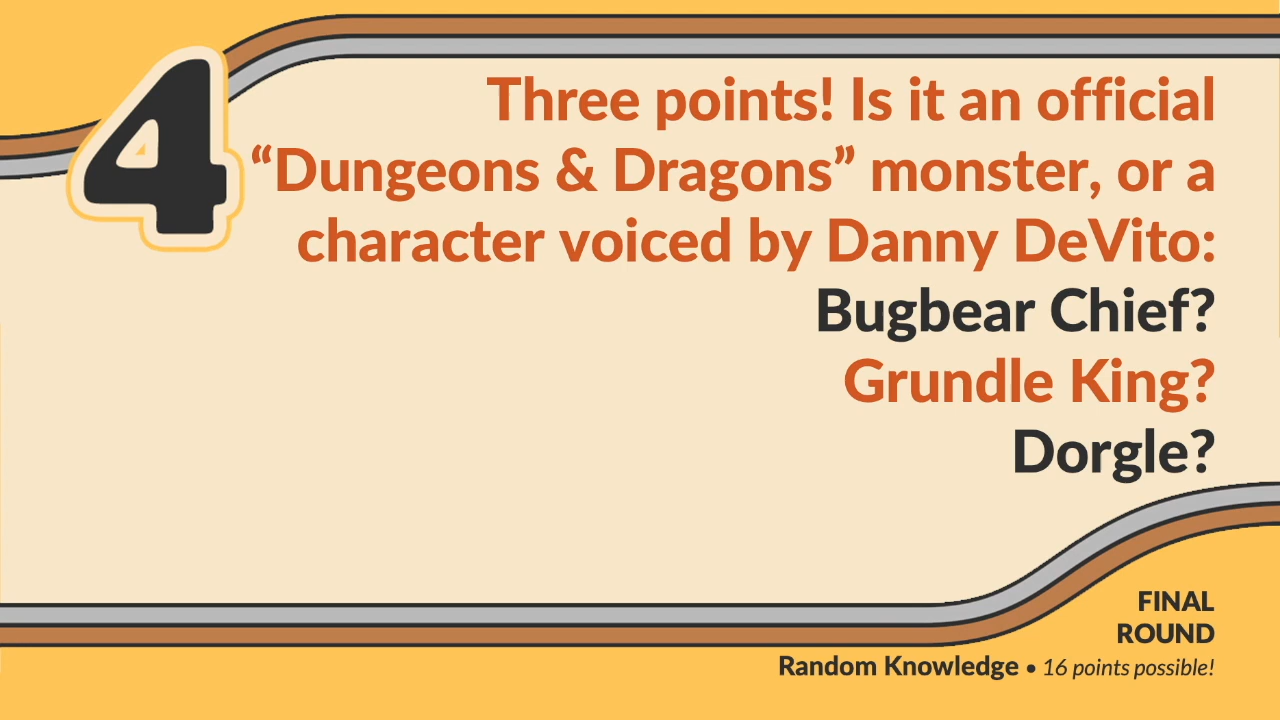 4
Three points! Is it an official
“Dungeons & Dragons” monster, or a
character voiced by Danny DeVito:
Bugbear Chief?
Grundle King?
Dorgle?
FINAL
ROUND
Random Knowledge • 16 points possible!